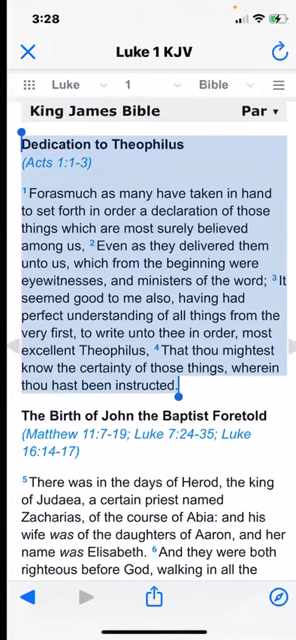 3:28
Luke 1 KJV
Luke 1 Bible
King James Bible Par
Dedication to Theophilus
(Acts 1:1-3)
1 Forasmuch as many have taken in hand
to set forth in order a declaration of those
things which are most surely believed
among us, 2 Even as they delivered them
unto us, which from the beginning were
eyewitnesses, and ministers of the word; 3 It
seemed good to me also, having had
perfect understanding of all things from the
very first, to write unto thee in order, most
excellent Theophilus, 4 That thou mightest
know the certainty of those things, wherein
thou hast been instructed.
The Birth of John the Baptist Foretold
(Matthew 11:7-19; Luke 7:24-35; Luke
16:14-17)
5 There was in the days of Herod, the king
of Judaea, a certain priest named
Zacharias, of the course of Abia: and his
wife was of the daughters of Aaron, and her
name was Elisabeth. 6 And they were both
righteous before God, walking in all the